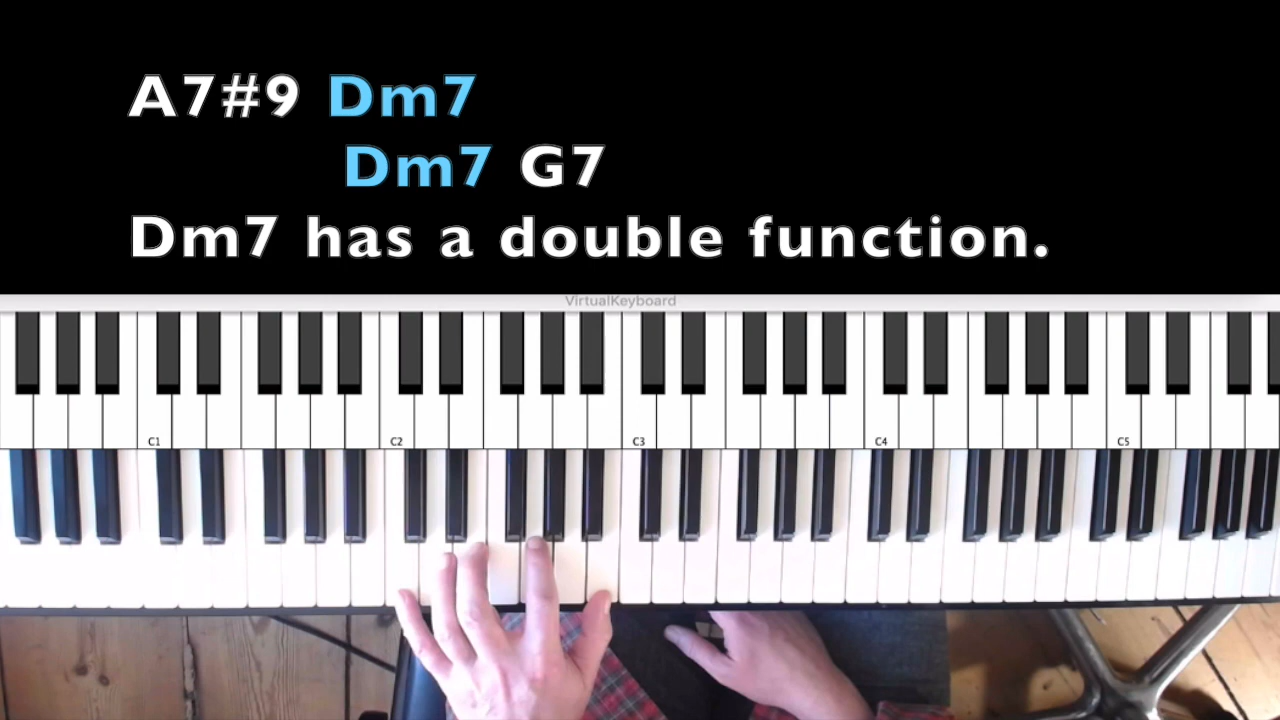 A7#9 Dm7
Dm7 G7
Dm7 has a double function.
VirtualKeyboard
C1 C2 C3 C4 C5